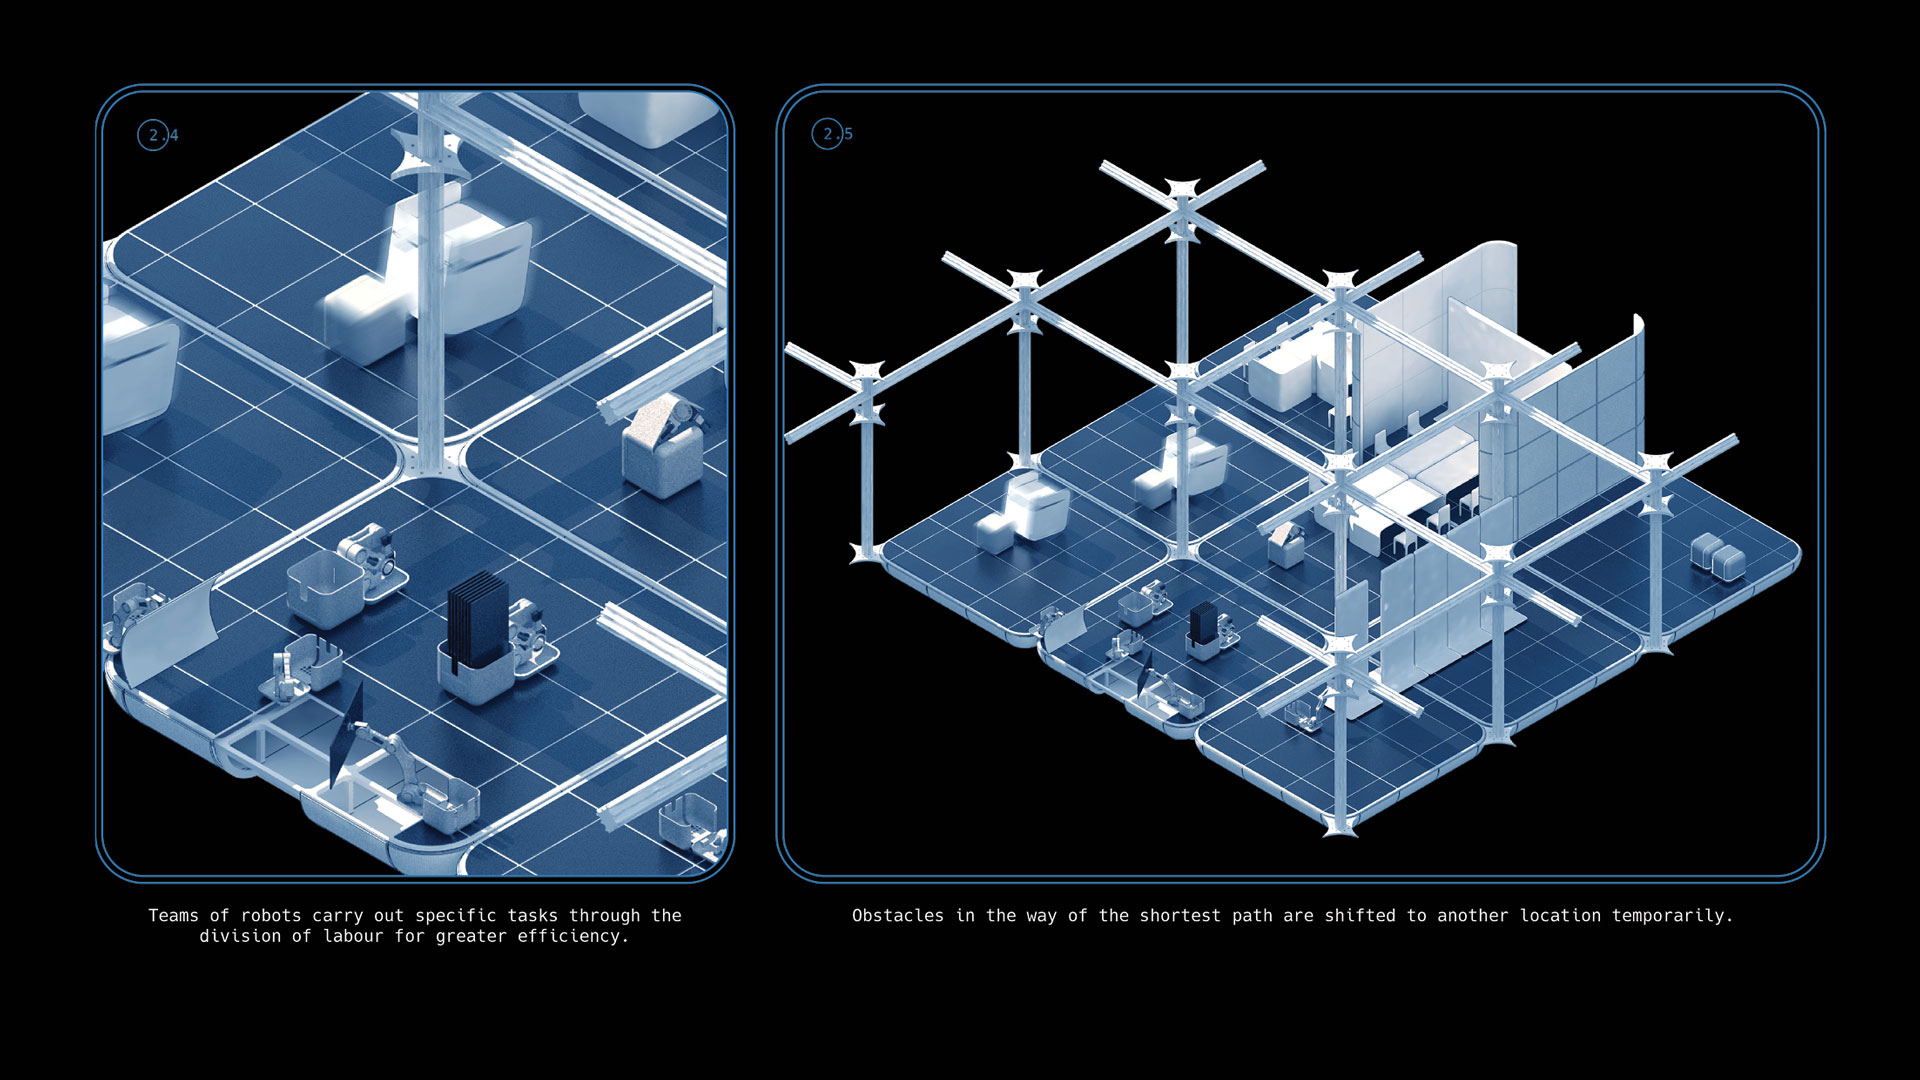 2.4
2.5
Teams of robots carry out specific tasks through the
division of labour for greater efficiency.
Obstacles in the way of the shortest path are shifted to another location temporarily.